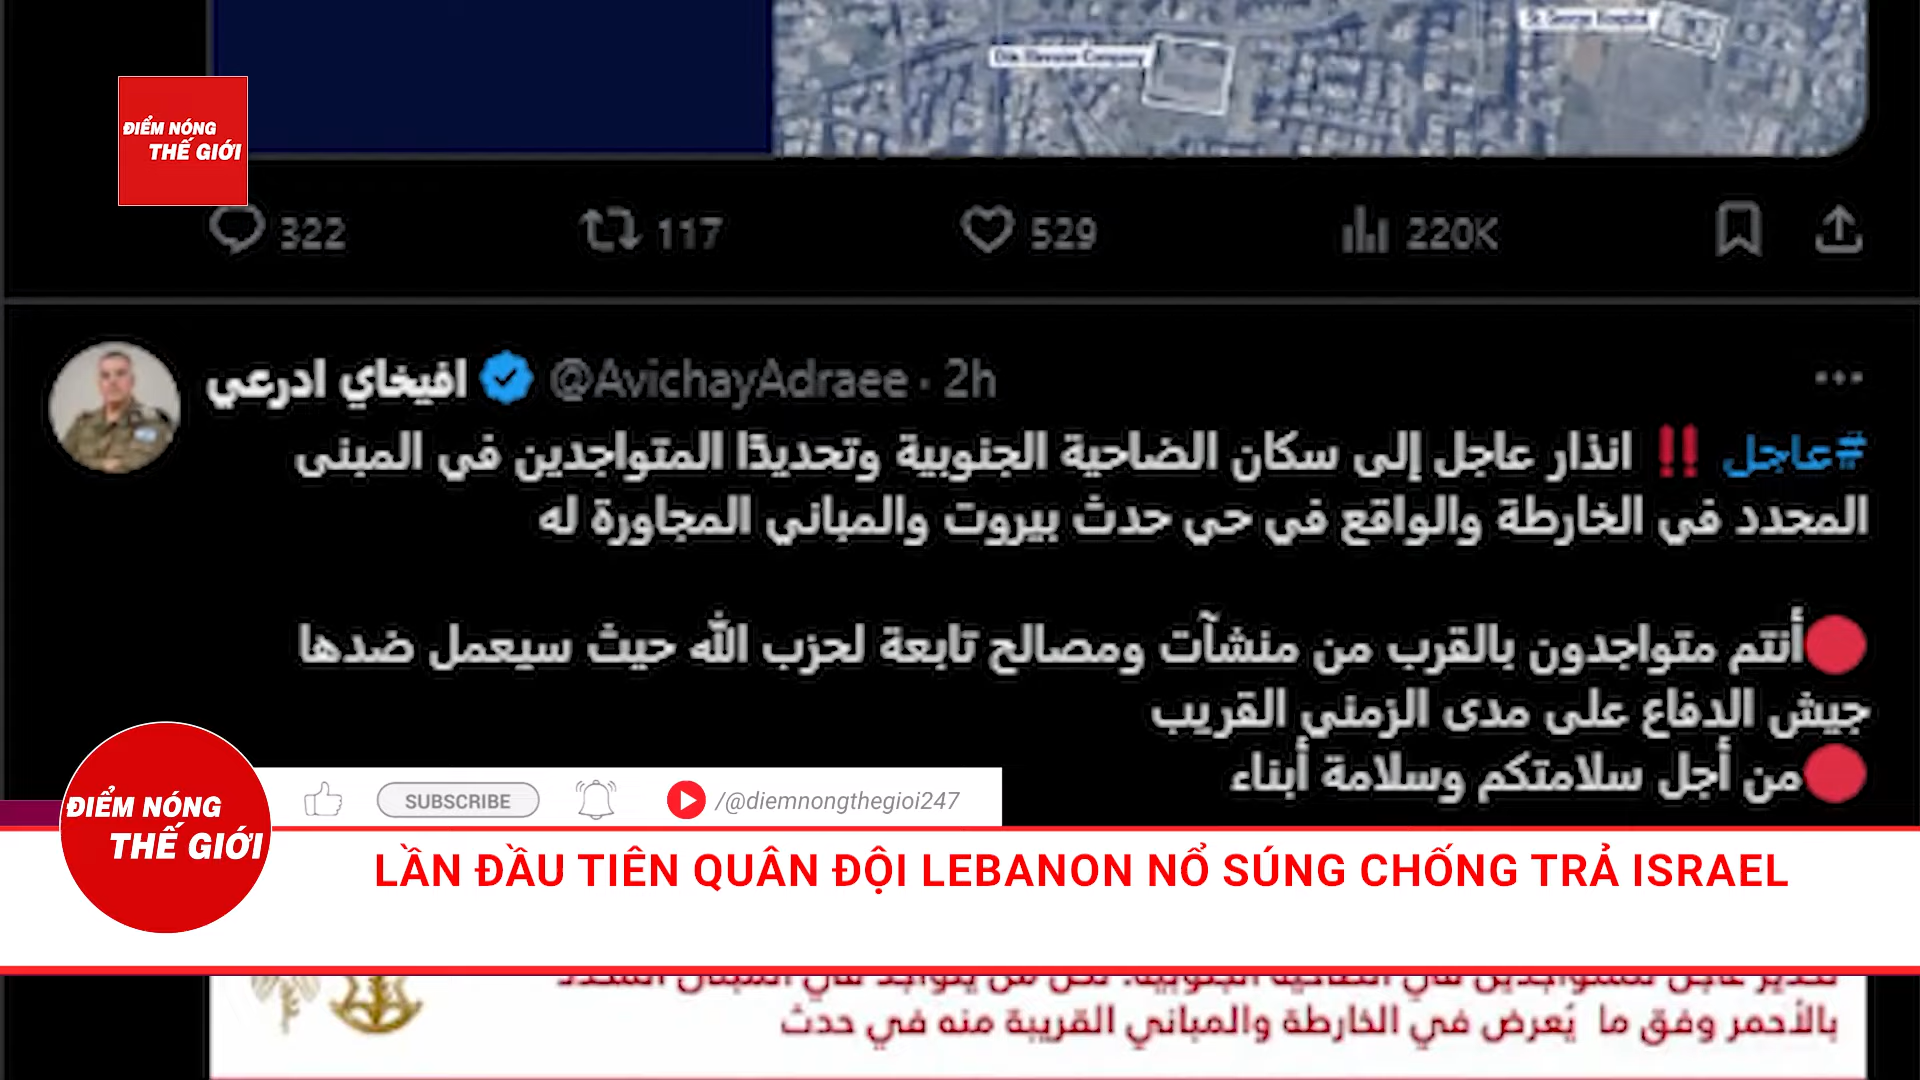 ĐIỂM NÓNG
THẾ GIỚI
322 117 529 220K
افيخاي ادرعي @AvichayAdraee · 2h
#عاجل ‼️ انذار عاجل إلى سكان الضاحية الجنوبية وتحديدًا المتواجدين في المبنى
المحدد في الخارطة والواقع في حي حدث بيروت والمباني المجاورة له
🔴أنتم متواجدون بالقرب من منشآت ومصالح تابعة لحزب الله حيث سيعمل ضدها
جيش الدفاع على مدى الزمني القريب
🔴من أجل سلامتكم وسلامة أبناء
SUBSCRIBE /@diemnongthegioi247
ĐIỂM NÓNG
THẾ GIỚI
LẦN ĐẦU TIÊN QUÂN ĐỘI LEBANON NỔ SÚNG CHỐNG TRẢ ISRAEL
بالأحمر وفق ما يُعرض في الخارطة والمباني القريبة منه في حدث